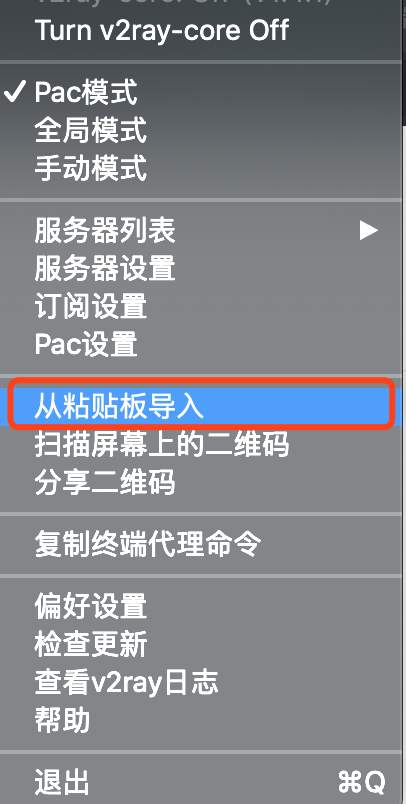 Turn v2ray-core Off
Pac模式
全局模式
手动模式
服务器列表
服务器设置
订阅设置
Pac设置
从粘贴板导入
扫描屏幕上的二维码
分享二维码
复制终端代理命令
偏好设置
检查更新
查看v2ray日志
帮助
退出 ⌘Q